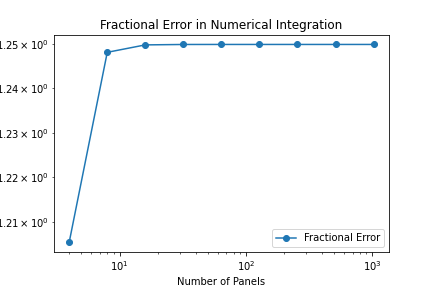 Fractional Error in Numerical Integration
1.25 × 10⁰
1.24 × 10⁰
1.23 × 10⁰
1.22 × 10⁰
1.21 × 10⁰
Fractional Error
10¹ 10² 10³
Number of Panels